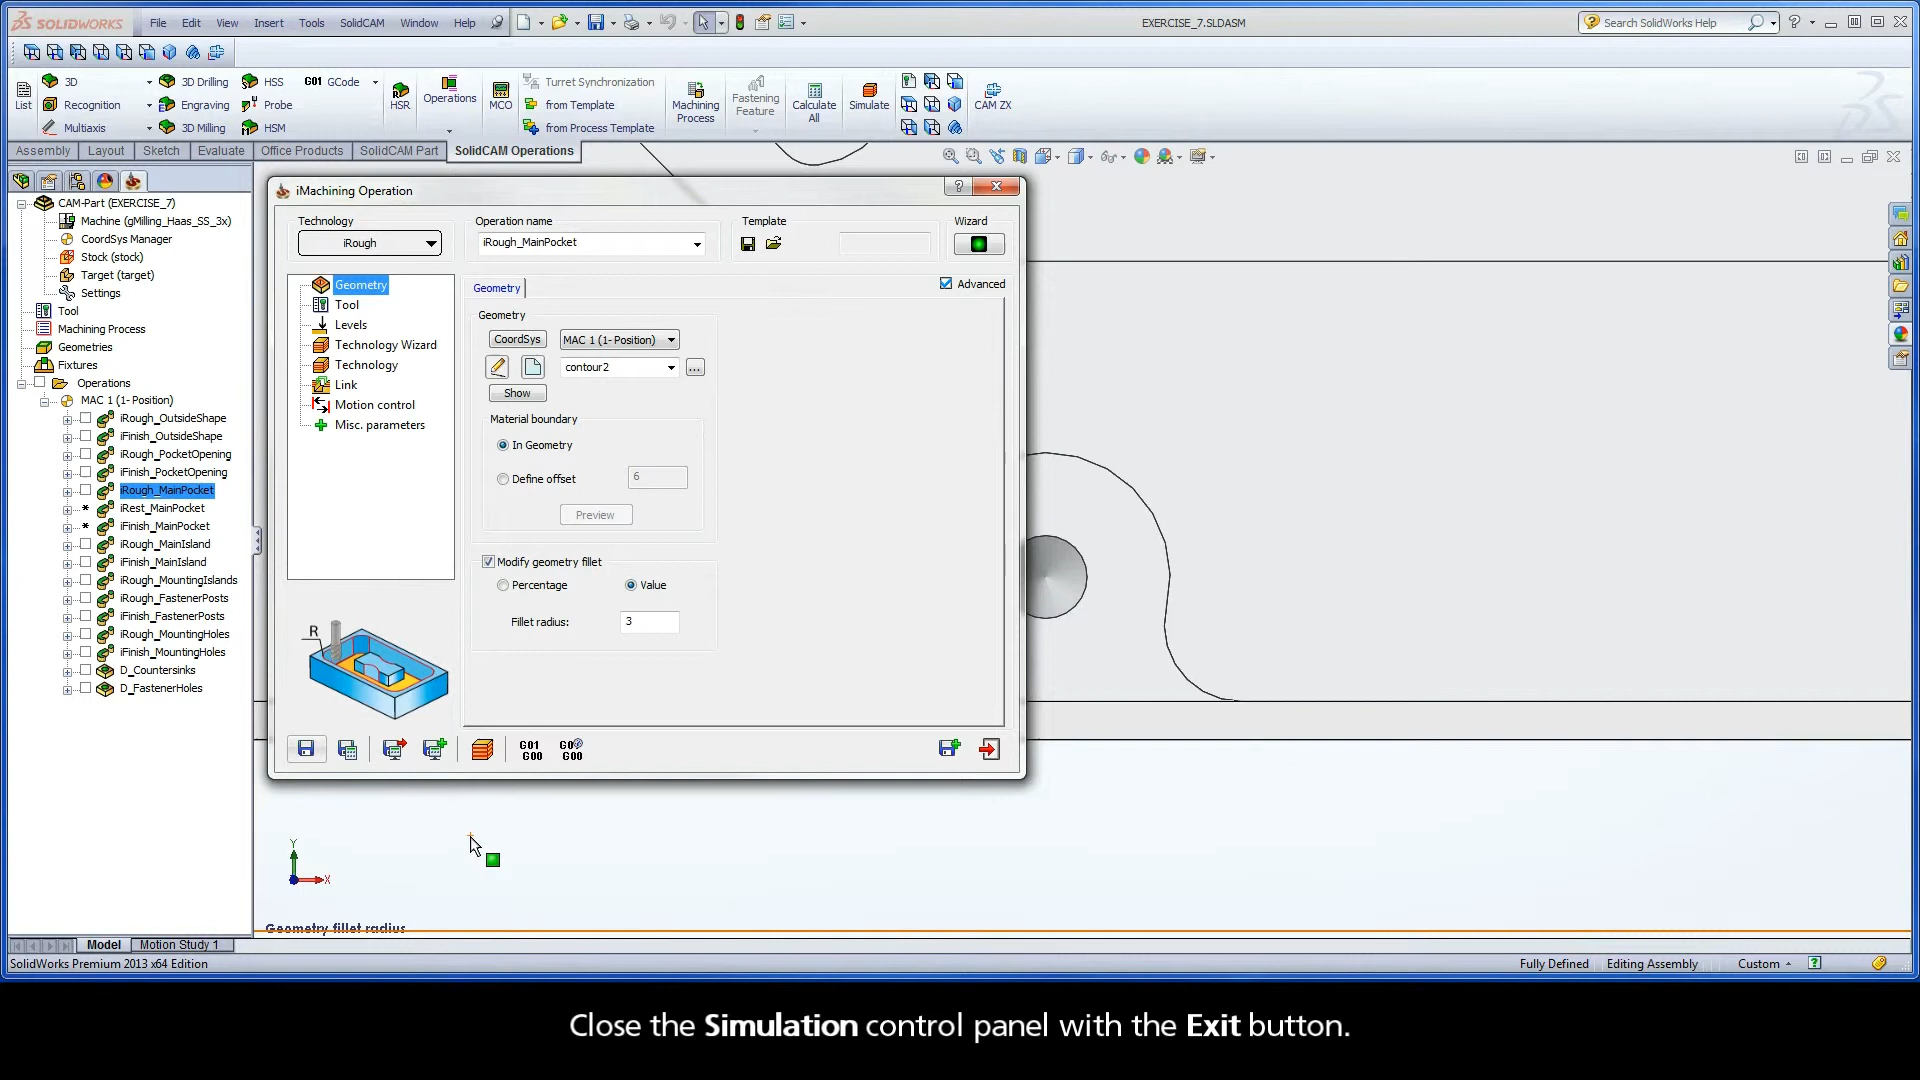 SOLIDWORKS File Edit View Insert Tools SolidCAM Window Help EXERCISE_7.SLDASM Search SolidWorks Help
3D 3D Drilling HSS G01 GCode Turret Synchronization
List Recognition Engraving Probe HSR Operations MCO from Template Machining Process Fastening Feature Calculate All Simulate CAM ZX
Multiaxis 3D Milling HSM from Process Template
Assembly Layout Sketch Evaluate Office Products SolidCAM Part SolidCAM Operations
CAM-Part (EXERCISE_7)
Machine (gMilling_Haas_SS_3x)
CoordSys Manager
Stock (stock)
Target (target)
Settings
Tool
Machining Process
Geometries
Fixtures
Operations
MAC 1 (1- Position)
iRough_OutsideShape
iFinish_OutsideShape
iRough_PocketOpening
iFinish_PocketOpening
iRough_MainPocket
iRest_MainPocket
iFinish_MainPocket
iRough_MainIsland
iFinish_MainIsland
iRough_MountingIslands
iRough_FastenerPosts
iFinish_FastenerPosts
iRough_MountingHoles
iFinish_MountingHoles
D_Countersinks
D_FastenerHoles
iMachining Operation
Technology Operation name Template Wizard
iRough iRough_MainPocket
Geometry
Tool
Levels
Technology Wizard
Technology
Link
Motion control
Misc. parameters
R
Geometry Advanced
Geometry
CoordSys MAC 1 (1- Position)
contour2 ...
Show
Material boundary
In Geometry
Define offset 6
Preview
Modify geometry fillet
Percentage Value
Fillet radius: 3
G01 G00
G00
Y
X
Geometry fillet radius
Model Motion Study 1
SolidWorks Premium 2013 x64 Edition Fully Defined Editing Assembly Custom
Close the Simulation control panel with the Exit button.